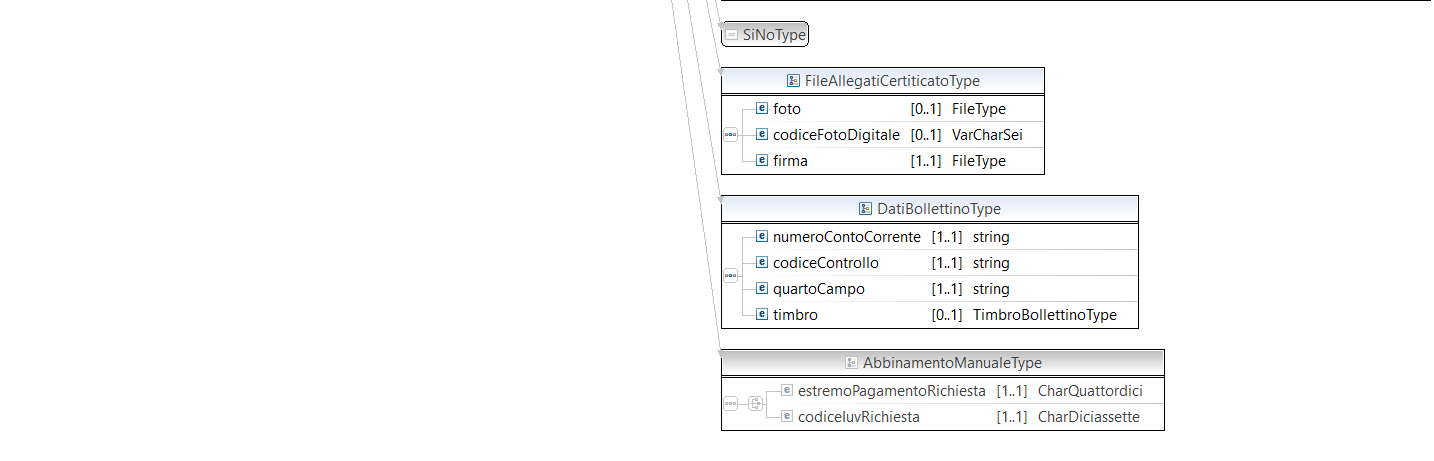 SiNoType
FileAllegatiCertiticatoType
e foto [0..1] FileType
e codiceFotoDigitale [0..1] VarCharSei
e firma [1..1] FileType
DatiBollettinoType
e numeroContoCorrente [1..1] string
e codiceControllo [1..1] string
e quartoCampo [1..1] string
e timbro [0..1] TimbroBollettinoType
AbbinamentoManualeType
e estremoPagamentoRichiesta [1..1] CharQuattordici
e codiceIuvRichiesta [1..1] CharDiciassette